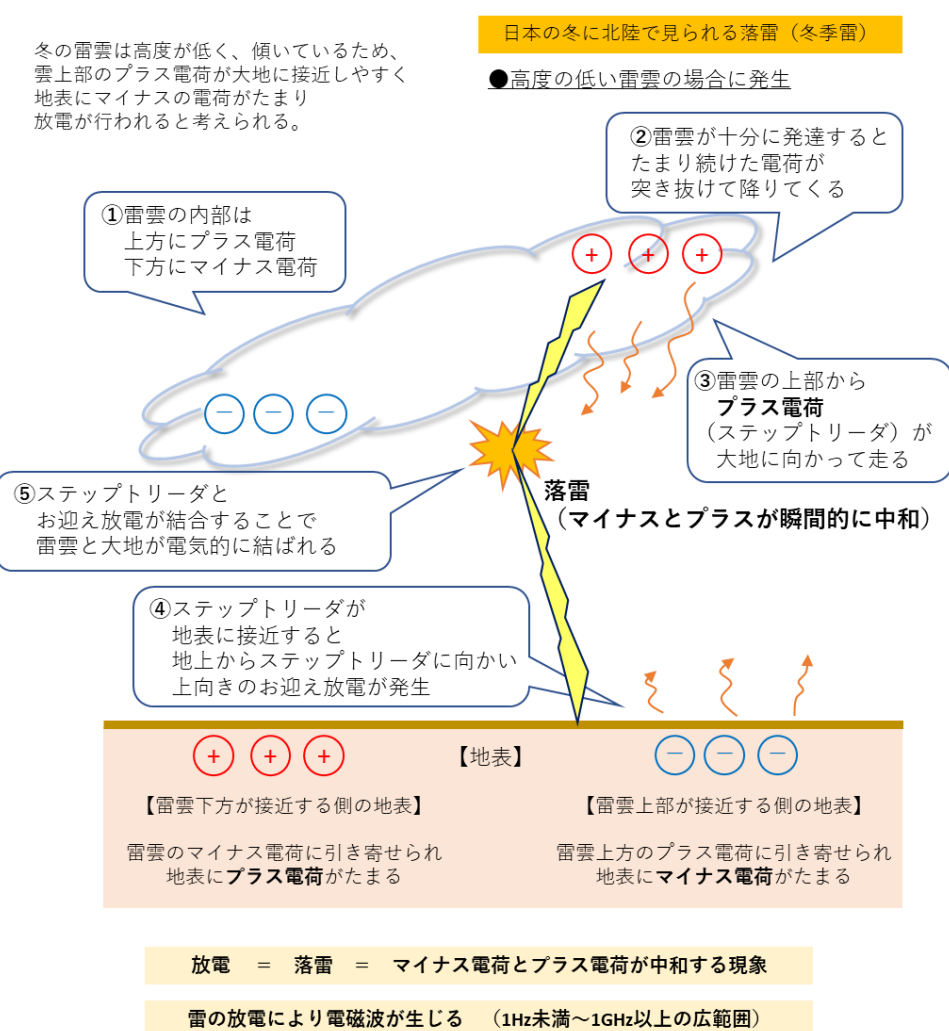 冬の雷雲は高度が低く、傾いているため、
雲上部のプラス電荷が大地に接近しやすく
地表にマイナスの電荷がたまり
放電が行われると考えられる。
日本の冬に北陸で見られる落雷（冬季雷）
●高度の低い雷雲の場合に発生
①雷雲の内部は
上方にプラス電荷
下方にマイナス電荷
②雷雲が十分に発達すると
たまり続けた電荷が
突き抜けて降りてくる
+ + +
③雷雲の上部から
プラス電荷
（ステップトリーダ）が
大地に向かって走る
− − −
落雷
（マイナスとプラスが瞬間的に中和）
⑤ステップトリーダと
お迎え放電が結合することで
雷雲と大地が電気的に結ばれる
④ステップトリーダが
地表に接近すると
地上からステップトリーダに向かい
上向きのお迎え放電が発生
+ + +
【地表】
− − −
【雷雲下方が接近する側の地表】
雷雲のマイナス電荷に引き寄せられ
地表にプラス電荷がたまる
【雷雲上部が接近する側の地表】
雷雲上方のプラス電荷に引き寄せられ
地表にマイナス電荷がたまる
放電　=　落雷　=　マイナス電荷とプラス電荷が中和する現象
雷の放電により電磁波が生じる　（1Hz未満～1GHz以上の広範囲）